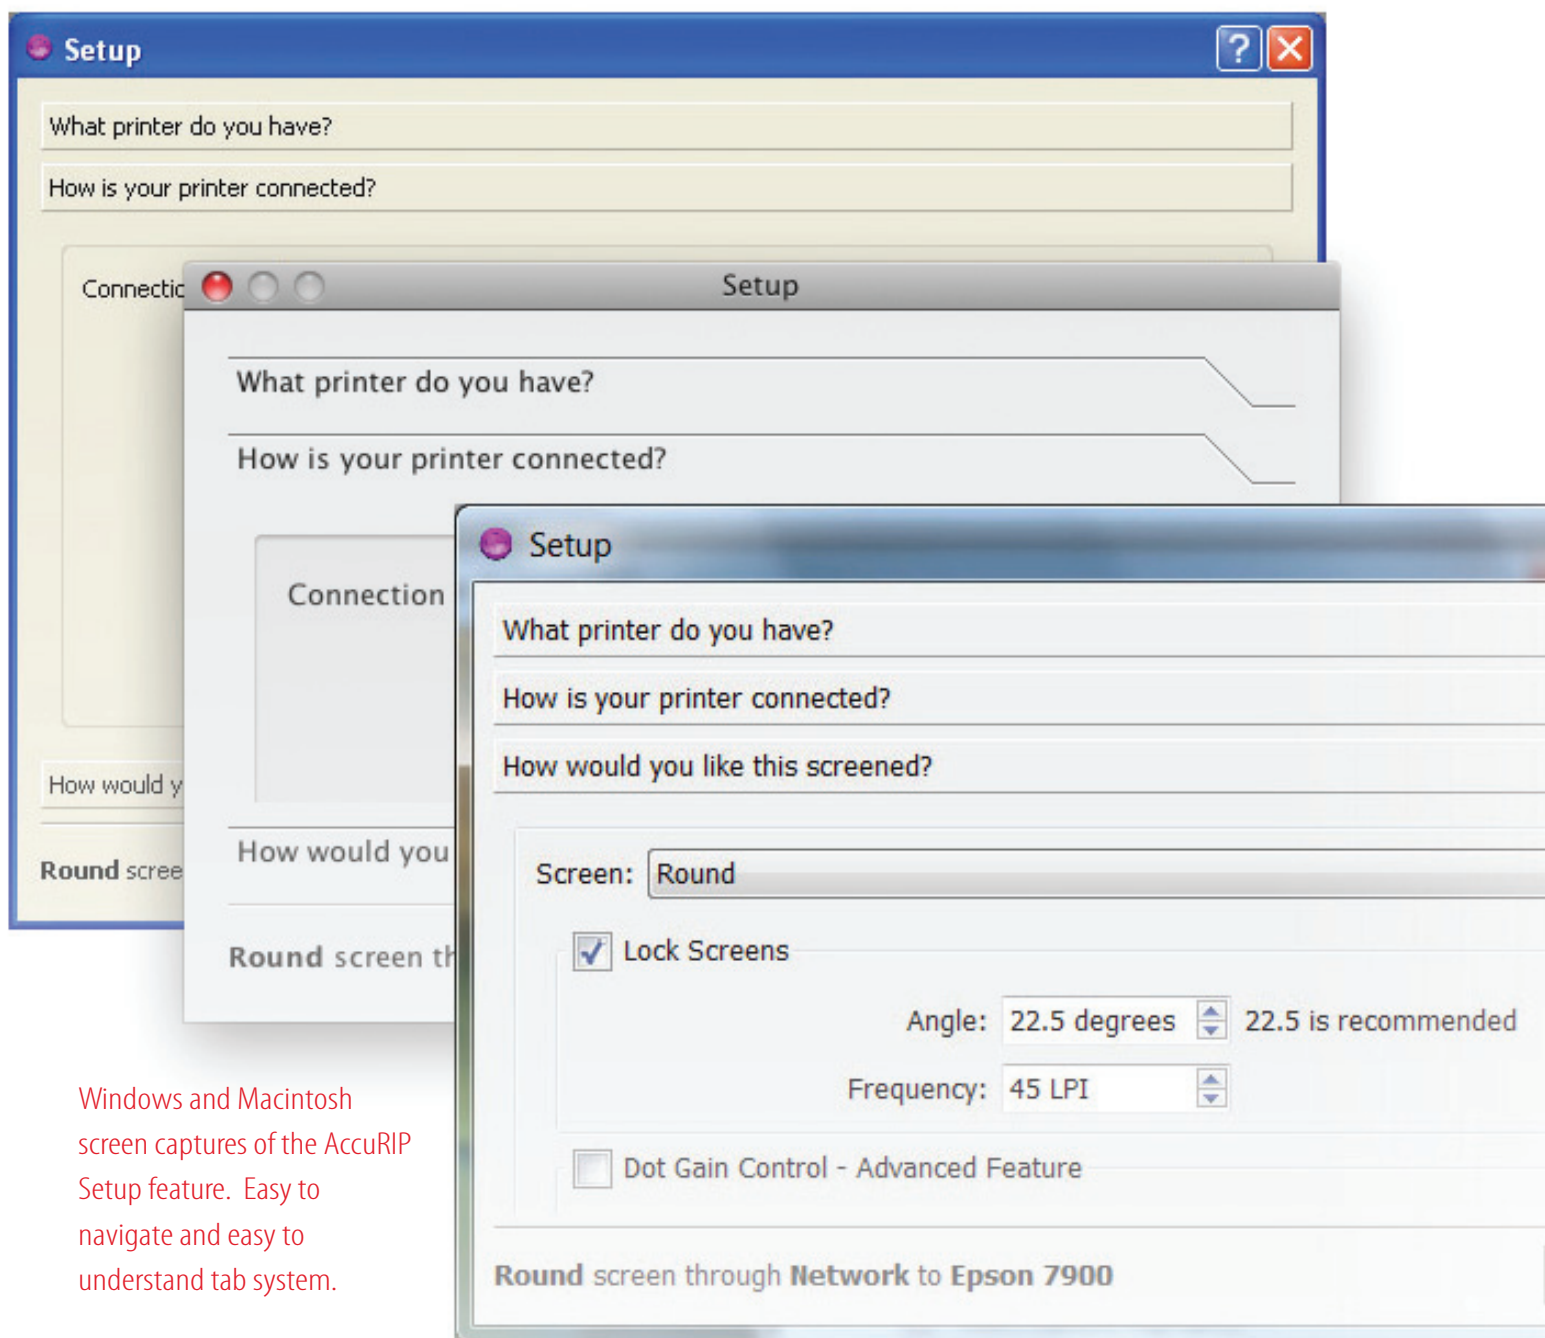 Setup
What printer do you have?
How is your printer connected?
How would
Round
Setup
What printer do you have?
How is your printer connected?
Connection
How would you
Round screen
Setup
What printer do you have?
How is your printer connected?
How would you like this screened?
Screen: Round
Lock Screens
Angle: 22.5 degrees 22.5 is recommended
Frequency: 45 LPI
Dot Gain Control - Advanced Feature
Round screen through Network to Epson 7900
Windows and Macintosh
screen captures of the AccuRIP
Setup feature. Easy to
navigate and easy to
understand tab system.